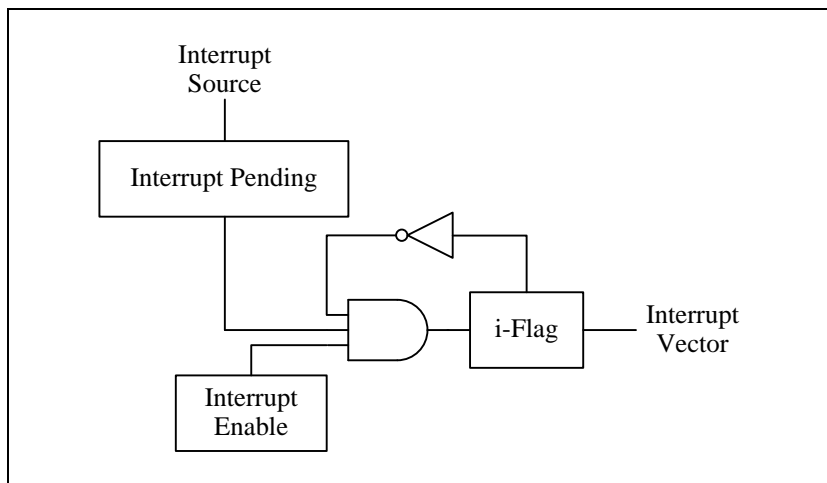 Interrupt
Source
Interrupt Pending
i-Flag
Interrupt
Vector
Interrupt
Enable